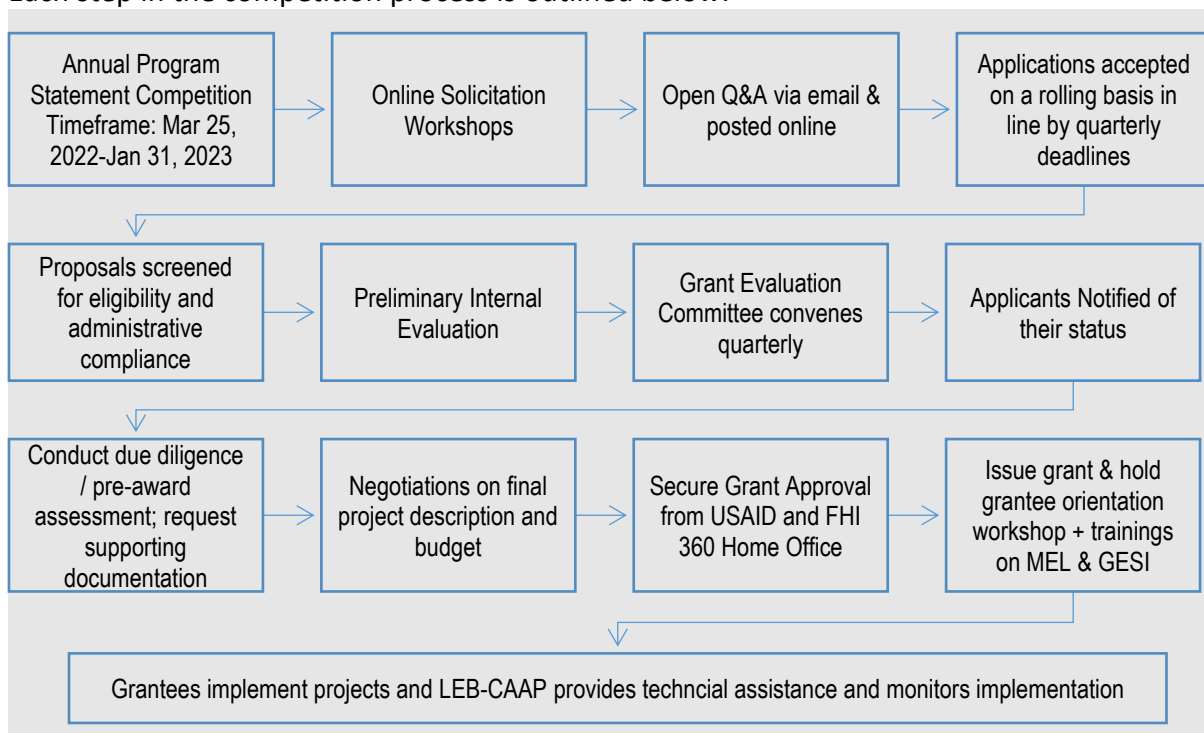 Each step in the competition process is outlined below:
Annual Program
Statement Competition
Timeframe: Mar 25,
2022-Jan 31, 2023
Online Solicitation
Workshops
Open Q&A via email &
posted online
Applications accepted
on a rolling basis in
line by quarterly
deadlines
Proposals screened
for eligibility and
administrative
compliance
Preliminary Internal
Evaluation
Grant Evaluation
Committee convenes
quarterly
Applicants Notified of
their status
Conduct due diligence
/ pre-award
assessment; request
supporting
documentation
Negotiations on final
project description and
budget
Secure Grant Approval
from USAID and FHI
360 Home Office
Issue grant & hold
grantee orientation
workshop + trainings
on MEL & GESI
Grantees implement projects and LEB-CAAP provides techncial assistance and monitors implementation